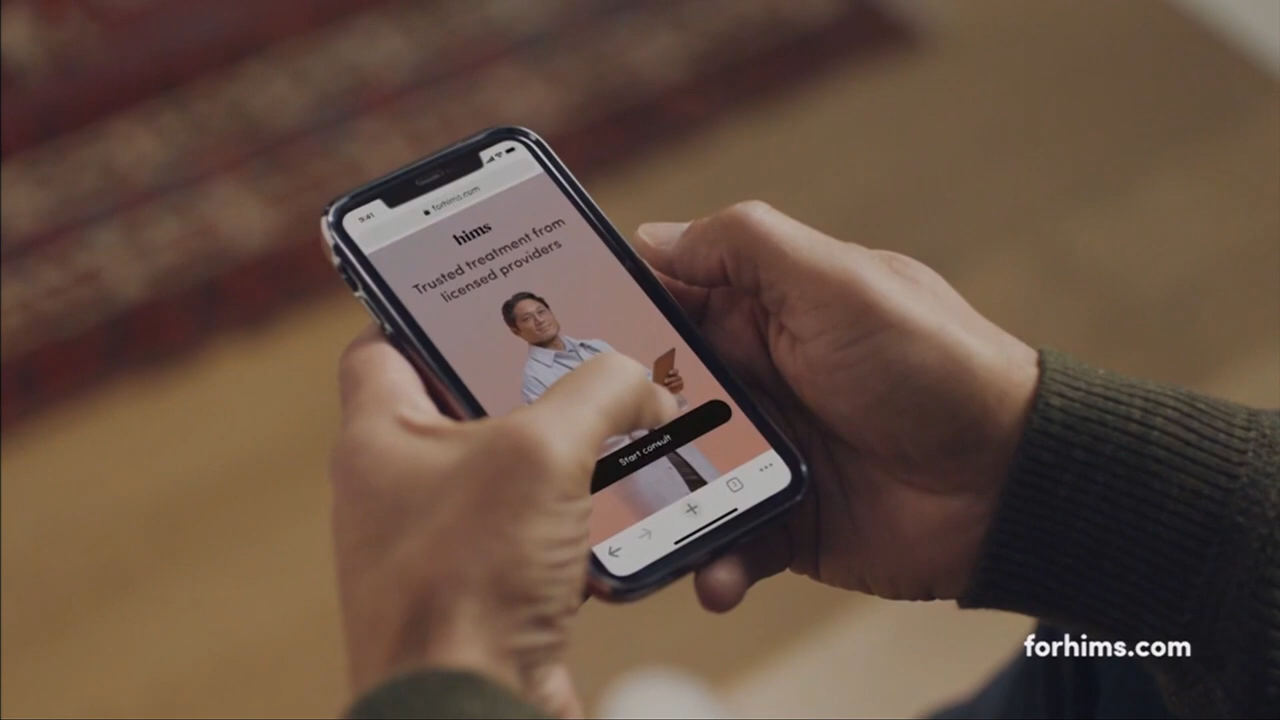 9:41
forhims.com
hims
Trusted treatment from
licensed providers
Start consult
forhims.com